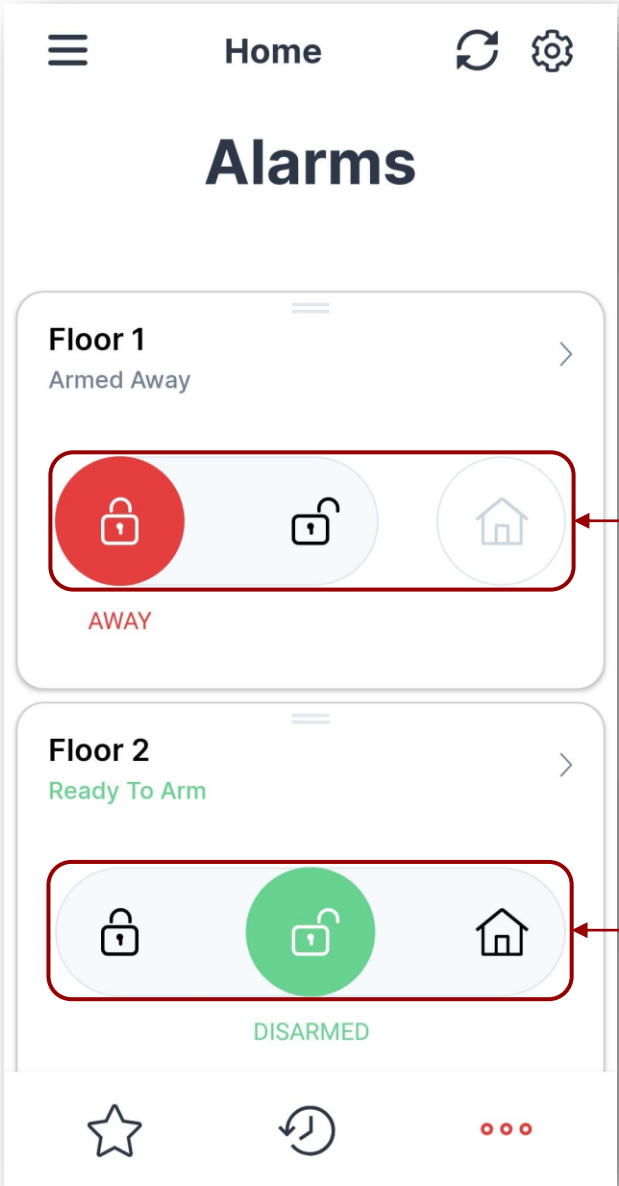 Home
Alarms
Floor 1
Armed Away
AWAY
Floor 2
Ready To Arm
DISARMED